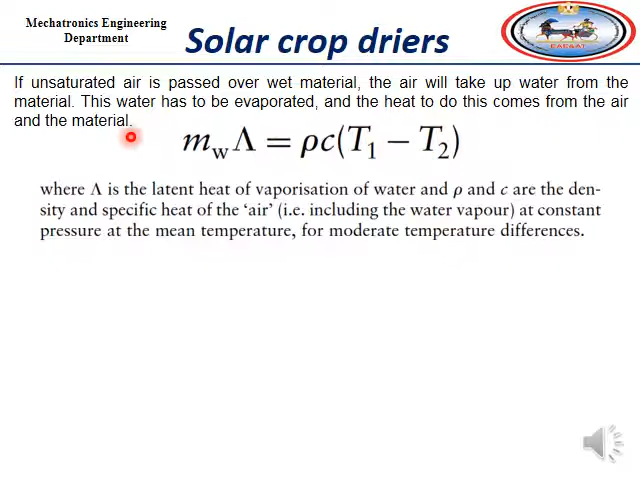 Mechatronics Engineering
Department
Solar crop driers
If unsaturated air is passed over wet material, the air will take up water from the
material. This water has to be evaporated, and the heat to do this comes from the air
and the material.
m_w Λ = ρc(T_1 − T_2)
where Λ is the latent heat of vaporisation of water and ρ and c are the den-
sity and specific heat of the ‘air’ (i.e. including the water vapour) at constant
pressure at the mean temperature, for moderate temperature differences.